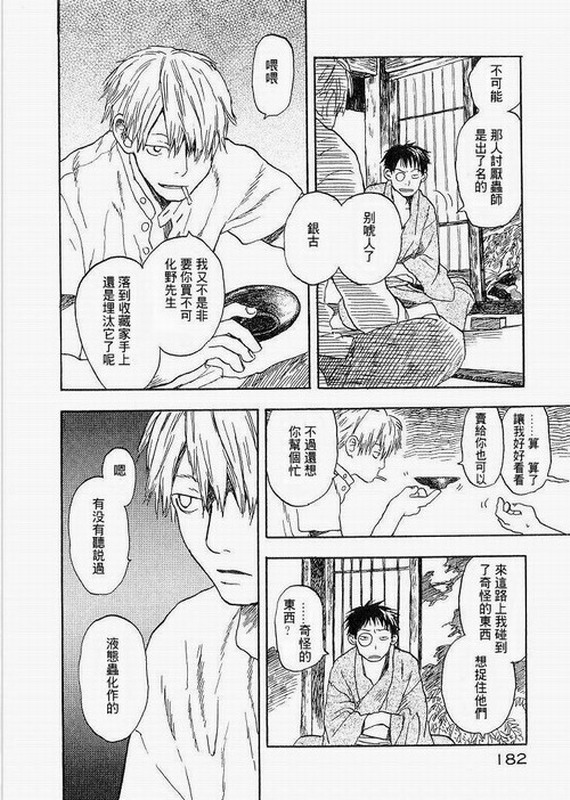 不可能
那人討厭蟲師
是出了名的
別唬人了
銀古
喂喂
我又不是非
要你買不可
化野先生
落到收藏家手上
還是埋汰它了呢
……算 算了
讓我好好看看
賣給你也可以
不過還想
你幫個忙
來這路上我碰到
了奇怪的東西
想捉住他們
……奇怪的
東西？
嗯
有没有聽説過
液態蟲化作的
182